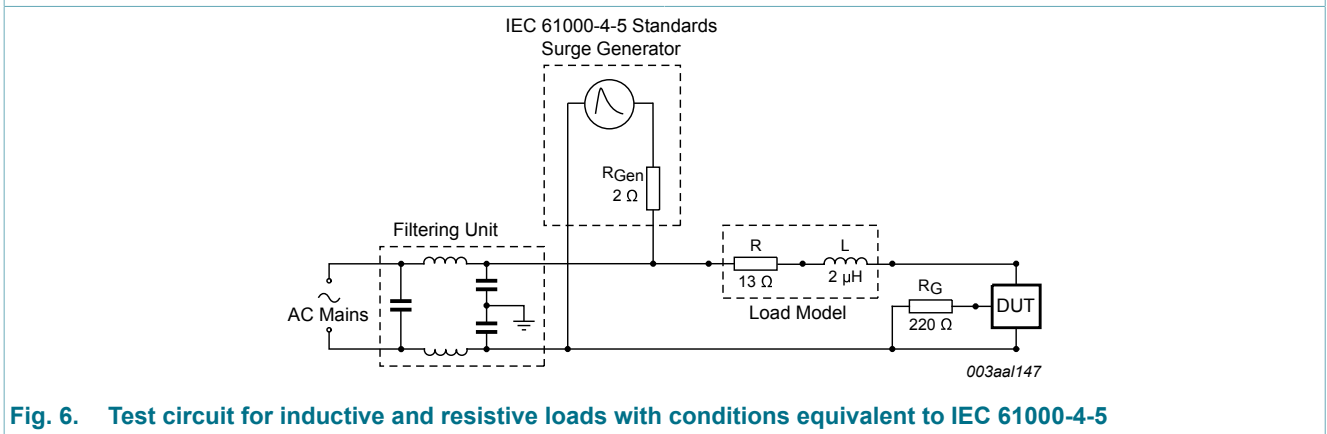 IEC 61000-4-5 Standards
Surge Generator
RGen
2 Ω
Filtering Unit
AC Mains
R
13 Ω
L
2 μH
Load Model
RG
220 Ω
DUT
003aal147
Fig. 6. Test circuit for inductive and resistive loads with conditions equivalent to IEC 61000-4-5